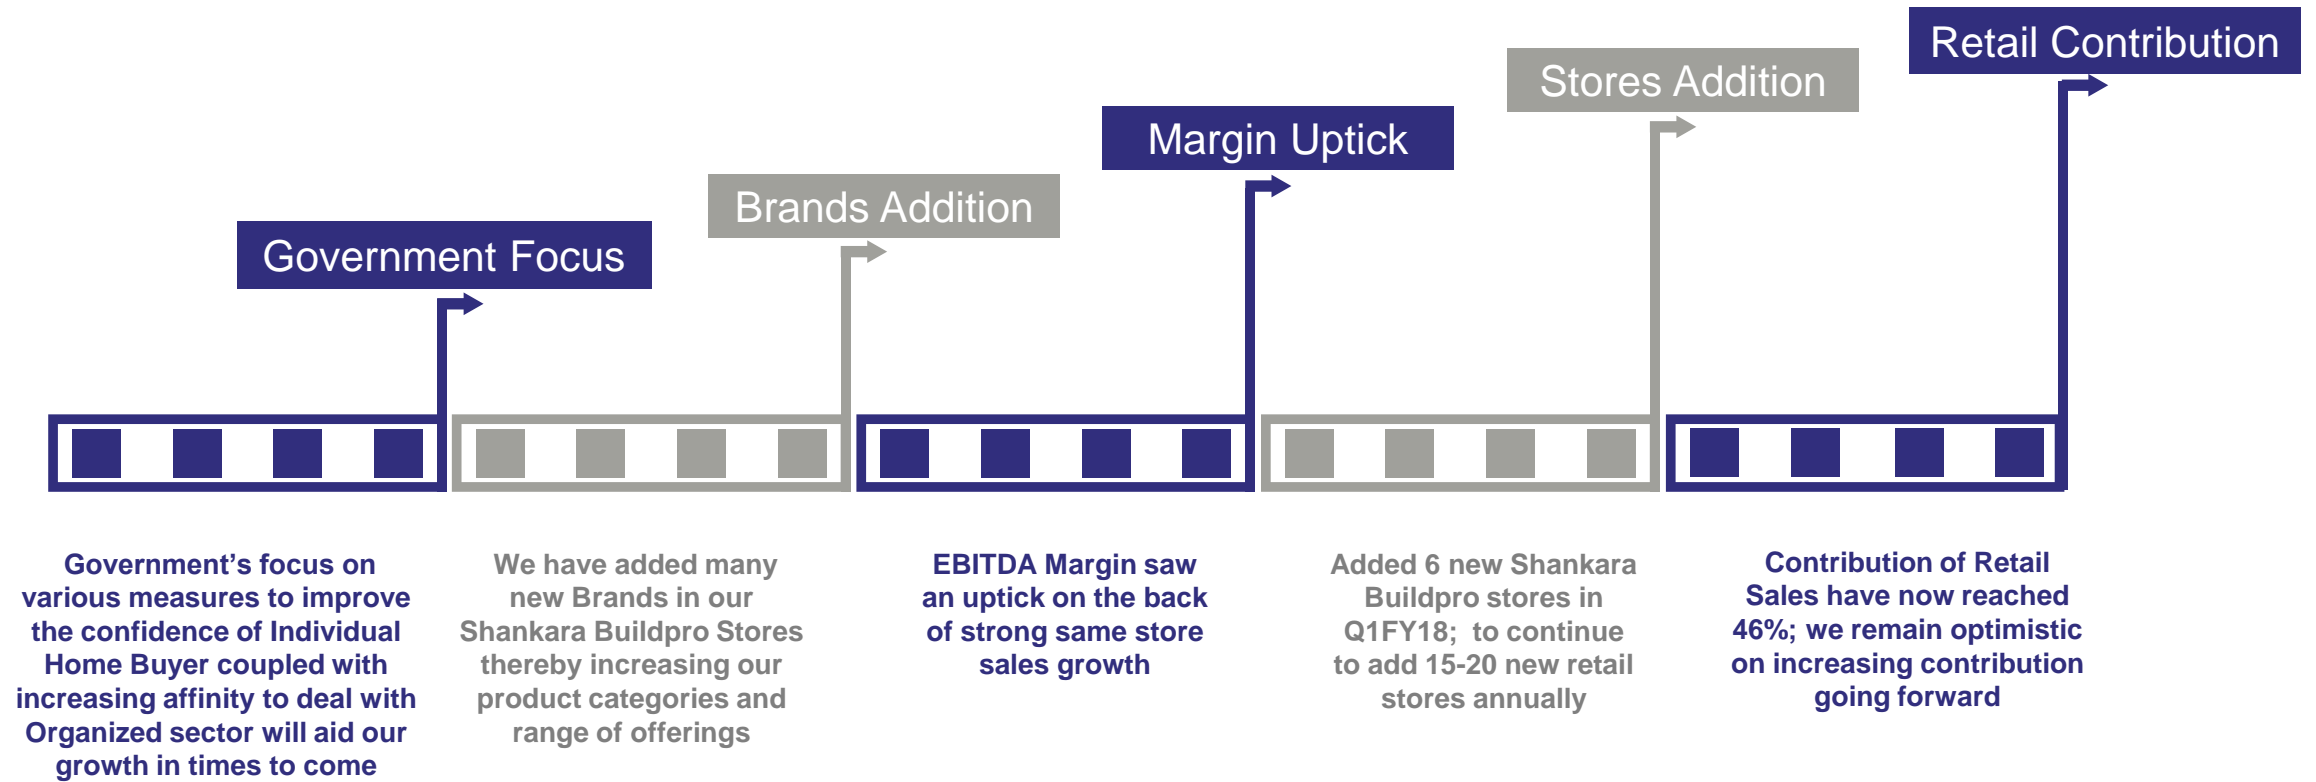 Retail Contribution
Stores Addition
Margin Uptick
Brands Addition
Government Focus
Government’s focus on
various measures to improve
the confidence of Individual
Home Buyer coupled with
increasing affinity to deal with
Organized sector will aid our
growth in times to come
We have added many
new Brands in our
Shankara Buildpro Stores
thereby increasing our
product categories and
range of offerings
EBITDA Margin saw
an uptick on the back
of strong same store
sales growth
Added 6 new Shankara
Buildpro stores in
Q1FY18;  to continue
to add 15-20 new retail
stores annually
Contribution of Retail
Sales have now reached
46%; we remain optimistic
on increasing contribution
going forward